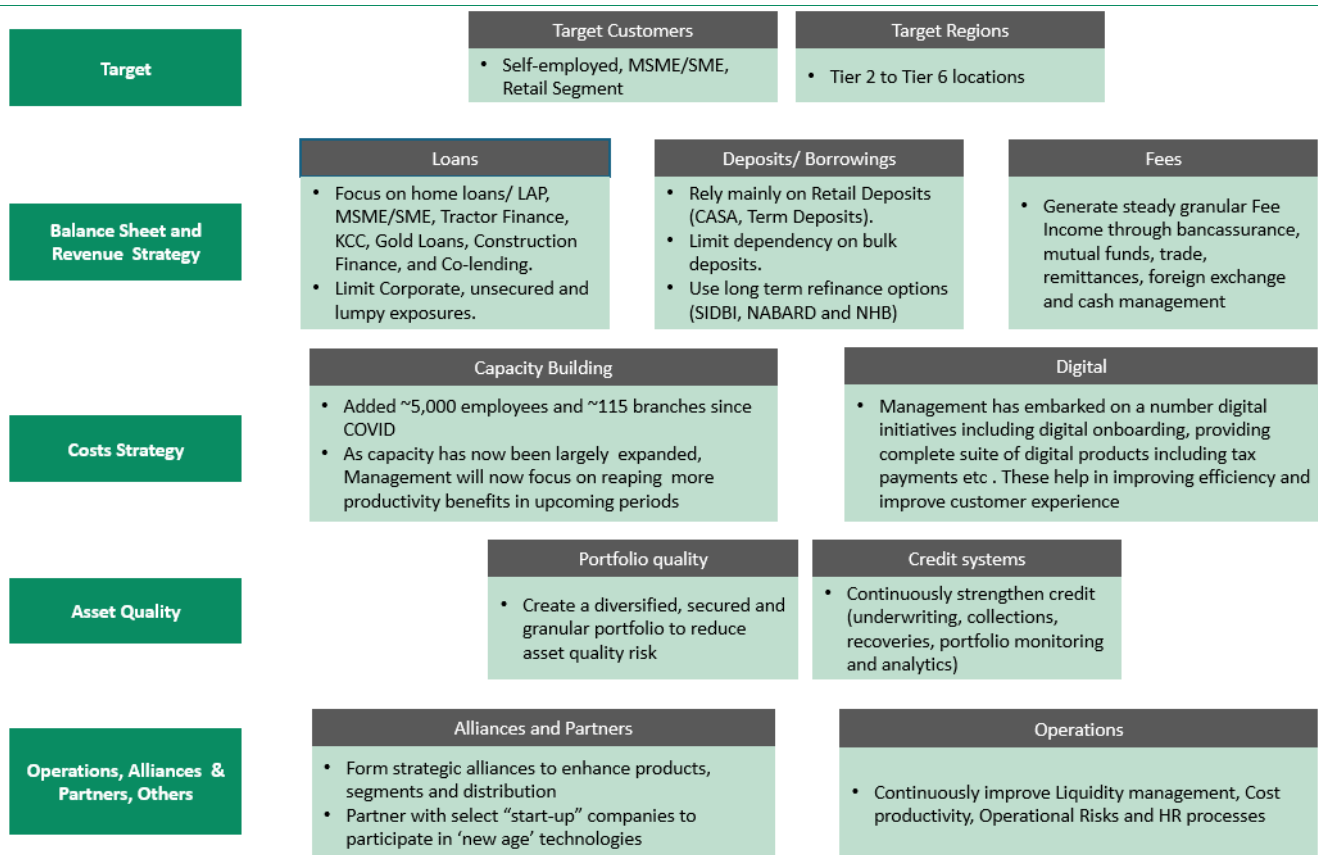 Target
Target Customers
• Self-employed, MSME/SME,
Retail Segment
Target Regions
• Tier 2 to Tier 6 locations
Balance Sheet and
Revenue Strategy
Loans
• Focus on home loans/ LAP,
MSME/SME, Tractor Finance,
KCC, Gold Loans, Construction
Finance, and Co-lending.
• Limit Corporate, unsecured and
lumpy exposures.
Deposits/ Borrowings
• Rely mainly on Retail Deposits
(CASA, Term Deposits).
• Limit dependency on bulk
deposits.
• Use long term refinance options
(SIDBI, NABARD and NHB)
Fees
• Generate steady granular Fee
Income through bancassurance,
mutual funds, trade,
remittances, foreign exchange
and cash management
Costs Strategy
Capacity Building
• Added ~5,000 employees and ~115 branches since
COVID
• As capacity has now been largely expanded,
Management will now focus on reaping more
productivity benefits in upcoming periods
Digital
• Management has embarked on a number digital
initiatives including digital onboarding, providing
complete suite of digital products including tax
payments etc . These help in improving efficiency and
improve customer experience
Asset Quality
Portfolio quality
• Create a diversified, secured and
granular portfolio to reduce
asset quality risk
Credit systems
• Continuously strengthen credit
(underwriting, collections,
recoveries, portfolio monitoring
and analytics)
Operations, Alliances &
Partners, Others
Alliances and Partners
• Form strategic alliances to enhance products,
segments and distribution
• Partner with select “start-up” companies to
participate in ‘new age’ technologies
Operations
• Continuously improve Liquidity management, Cost
productivity, Operational Risks and HR processes